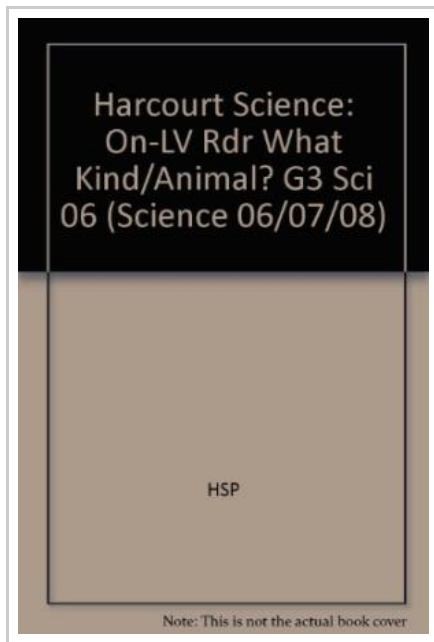 Harcourt Science:
On-LV Rdr What
Kind/Animal? G3 Sci
06 (Science 06/07/08)
HSP
Note: This is not the actual book cover